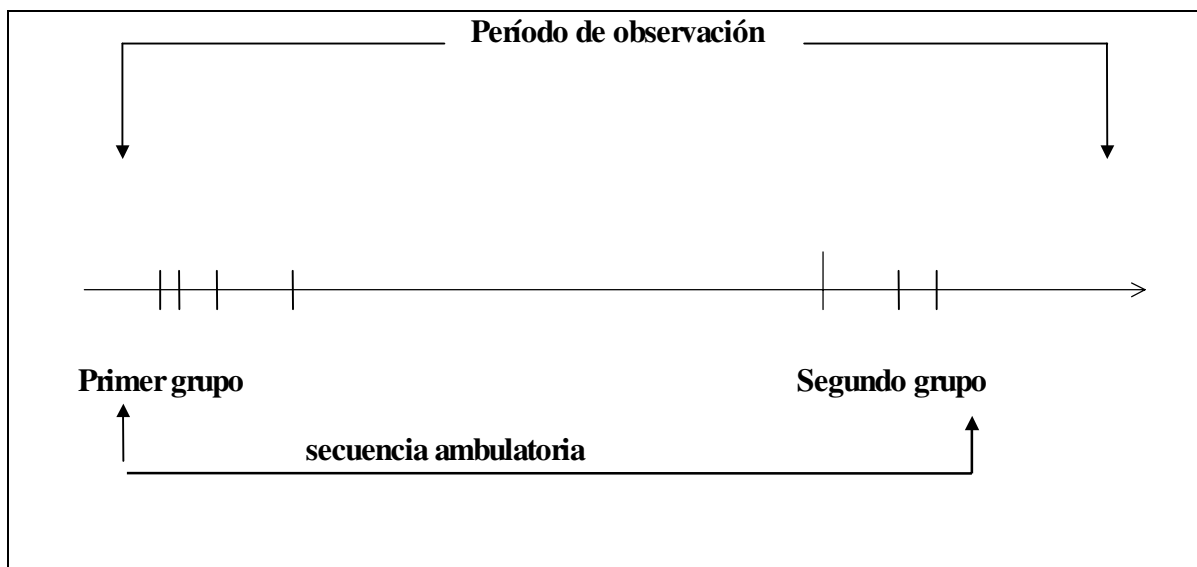 Período de observación
Primer grupo
Segundo grupo
secuencia ambulatoria